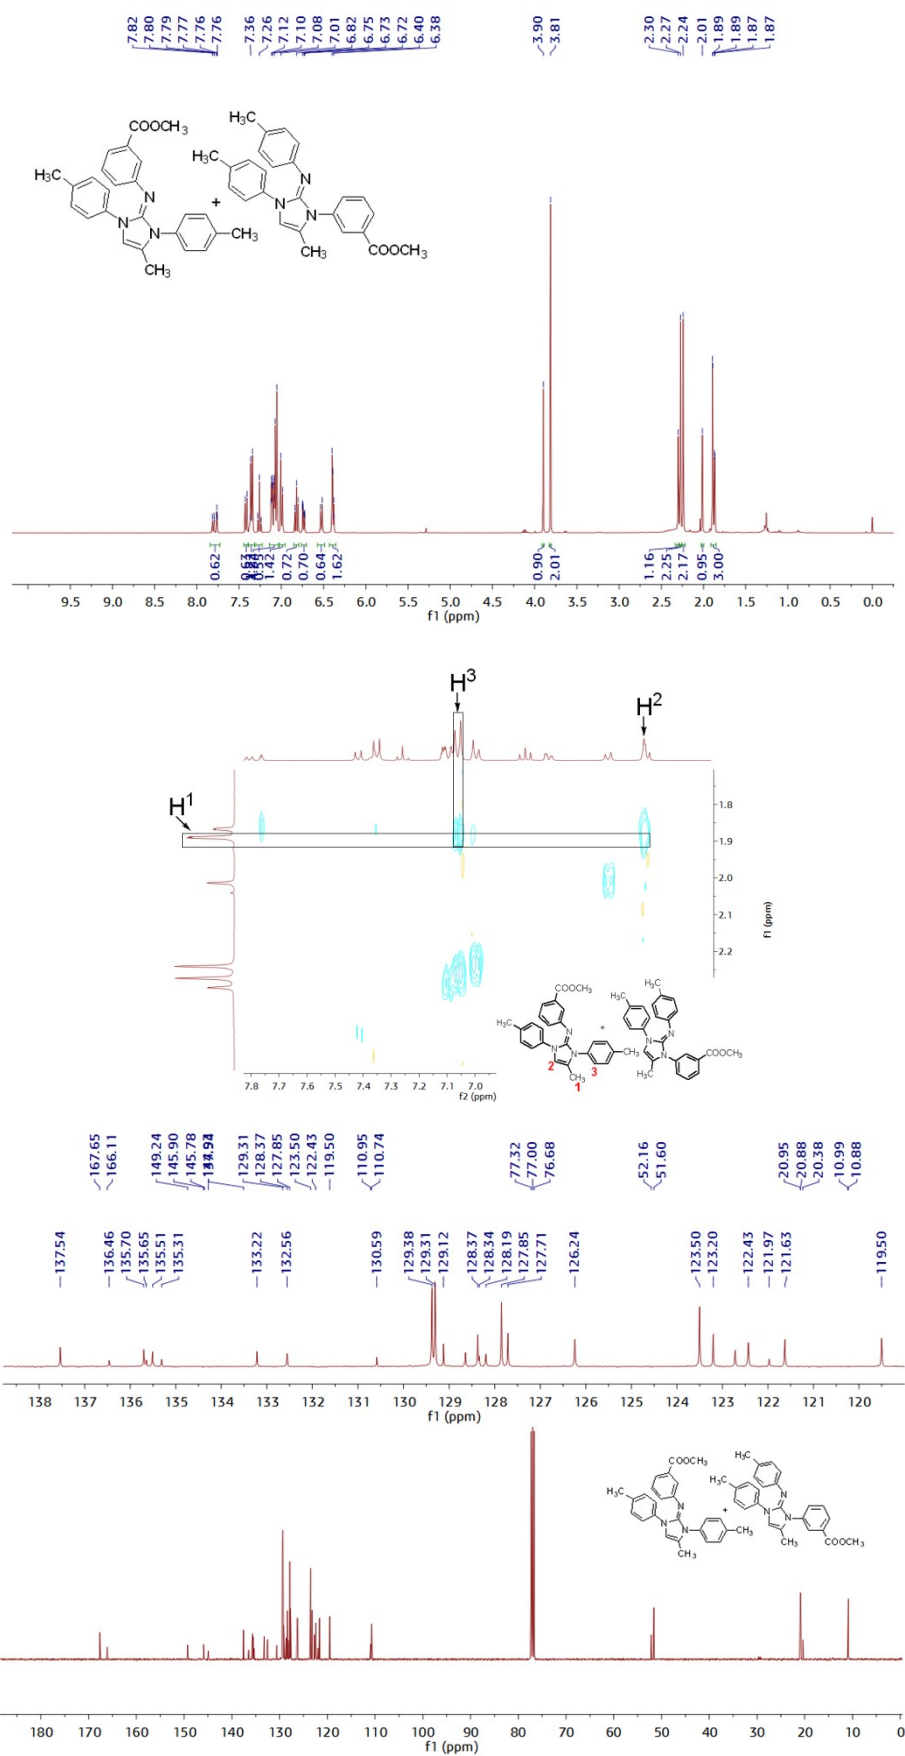 7.82 7.80 7.79 7.77 7.76 7.76 7.36 7.26 7.12 7.10 7.08 7.01 6.82 6.75 6.73 6.72 6.40 6.38 3.90 3.81 2.30 2.27 2.24 2.01 1.89 1.89 1.87 1.87
COOCH3 H3C
H3C H3C
H3C N N
N N + N N
CH3 CH3 H3C COOCH3
0.62 0.63 0.55 1.42 0.72 0.70 0.64 1.62 0.90 2.01 1.16 2.25 2.17 0.95 3.00
9.5 9.0 8.5 8.0 7.5 7.0 6.5 6.0 5.5 5.0 4.5 4.0 3.5 3.0 2.5 2.0 1.5 1.0 0.5 0.0
f1 (ppm)
H3
H2
H1
1.8
1.9
2.0
2.1
2.2
f1 (ppm)
COOCH3 H3C H3C
H3C N + N
N N CH3 N N COOCH3
2 3 H3C
CH3
1
7.8 7.7 7.6 7.5 7.4 7.3 7.2 7.1 7.0
f2 (ppm)
167.65 166.11 149.24 145.90 145.78 129.31 128.37 127.85 123.50 122.43 119.50 110.95 110.74 77.32 77.00 76.68 52.16 51.60 20.95 20.88 20.38 10.99 10.88
137.54 136.46 135.70 135.65 135.51 135.31 133.22 132.56 130.59 129.38 129.31 129.12 128.37 128.34 128.19 127.85 127.71 126.24 123.50 123.20 122.43 121.97 121.63 119.50
138 137 136 135 134 133 132 131 130 129 128 127 126 125 124 123 122 121 120
f1 (ppm)
COOCH3 H3C
H3C H3C
N + N
N N CH3 N N
CH3 CH3 COOCH3
180 170 160 150 140 130 120 110 100 90 80 70 60 50 40 30 20 10 0
f1 (ppm)